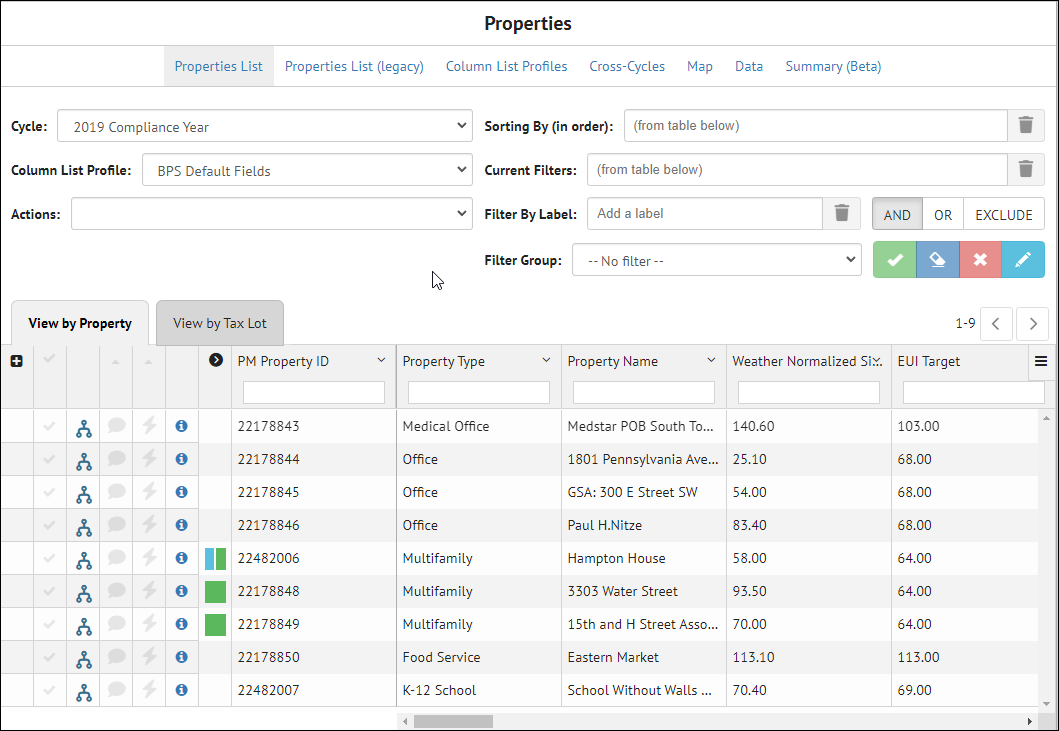 Properties
Properties List Properties List (legacy) Column List Profiles Cross-Cycles Map Data Summary (Beta)
Cycle: 2019 Compliance Year Sorting By (in order): (from table below)
Column List Profile: BPS Default Fields Current Filters: (from table below)
Actions: Filter By Label: Add a label AND OR EXCLUDE
Filter Group: -- No filter --
View by Property View by Tax Lot 1-9
PM Property ID Property Type Property Name Weather Normalized Si... EUI Target
22178843 Medical Office Medstar POB South To... 140.60 103.00
22178844 Office 1801 Pennsylvania Ave... 25.10 68.00
22178845 Office GSA: 300 E Street SW 54.00 68.00
22178846 Office Paul H.Nitze 83.40 68.00
22482006 Multifamily Hampton House 58.00 64.00
22178848 Multifamily 3303 Water Street 93.50 64.00
22178849 Multifamily 15th and H Street Asso... 70.00 64.00
22178850 Food Service Eastern Market 113.10 113.00
22482007 K-12 School School Without Walls ... 70.40 69.00